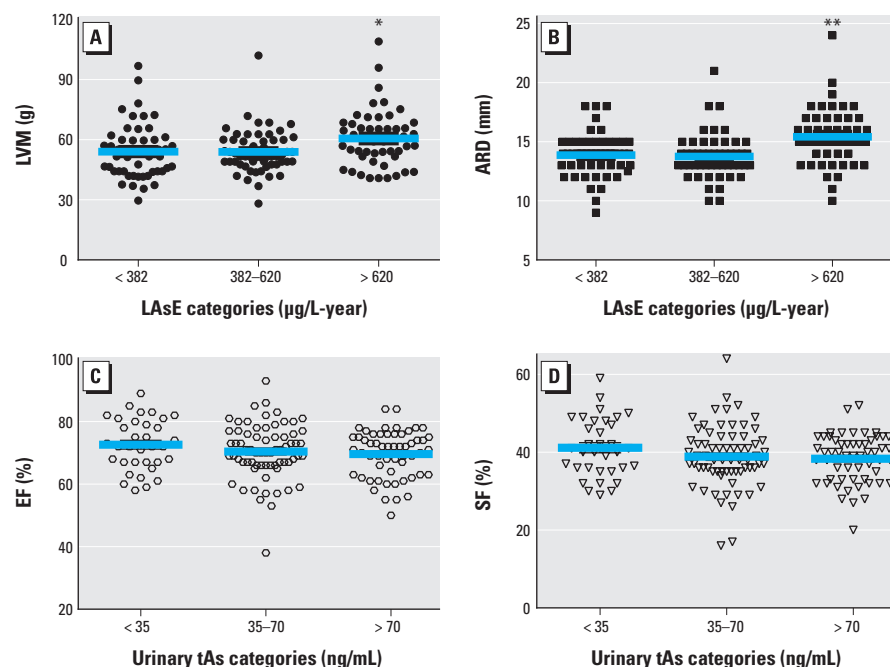 A
LVM (g)
120
90
60
30
0
*
< 382
382–620
> 620
LAsE categories (µg/L-year)
B
ARD (mm)
25
20
15
10
5
**
< 382
382–620
> 620
LAsE categories (µg/L-year)
C
EF (%)
100
80
60
40
20
< 35
35–70
> 70
Urinary tAs categories (ng/mL)
D
SF (%)
60
40
20
0
< 35
35–70
> 70
Urinary tAs categories (ng/mL)